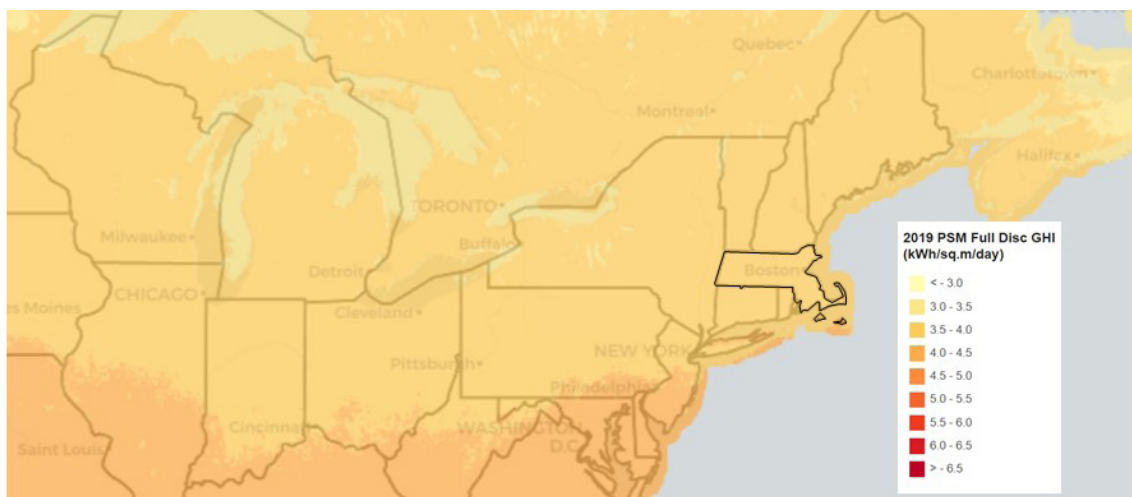 Quebec
Charlottetown
Montreal
Halifax
TORONTO
Milwaukee
Buffalo
Detroit
Boston
CHICAGO
es Moines
Cleveland
NEW YORK
Pittsburgh
Philadelphia
Cincinnati
WASHINGTON
D.C.
Saint Louis
2019 PSM Full Disc GHI
(kWh/sq.m/day)
< - 3.0
3.0 - 3.5
3.5 - 4.0
4.0 - 4.5
4.5 - 5.0
5.0 - 5.5
5.5 - 6.0
6.0 - 6.5
> - 6.5